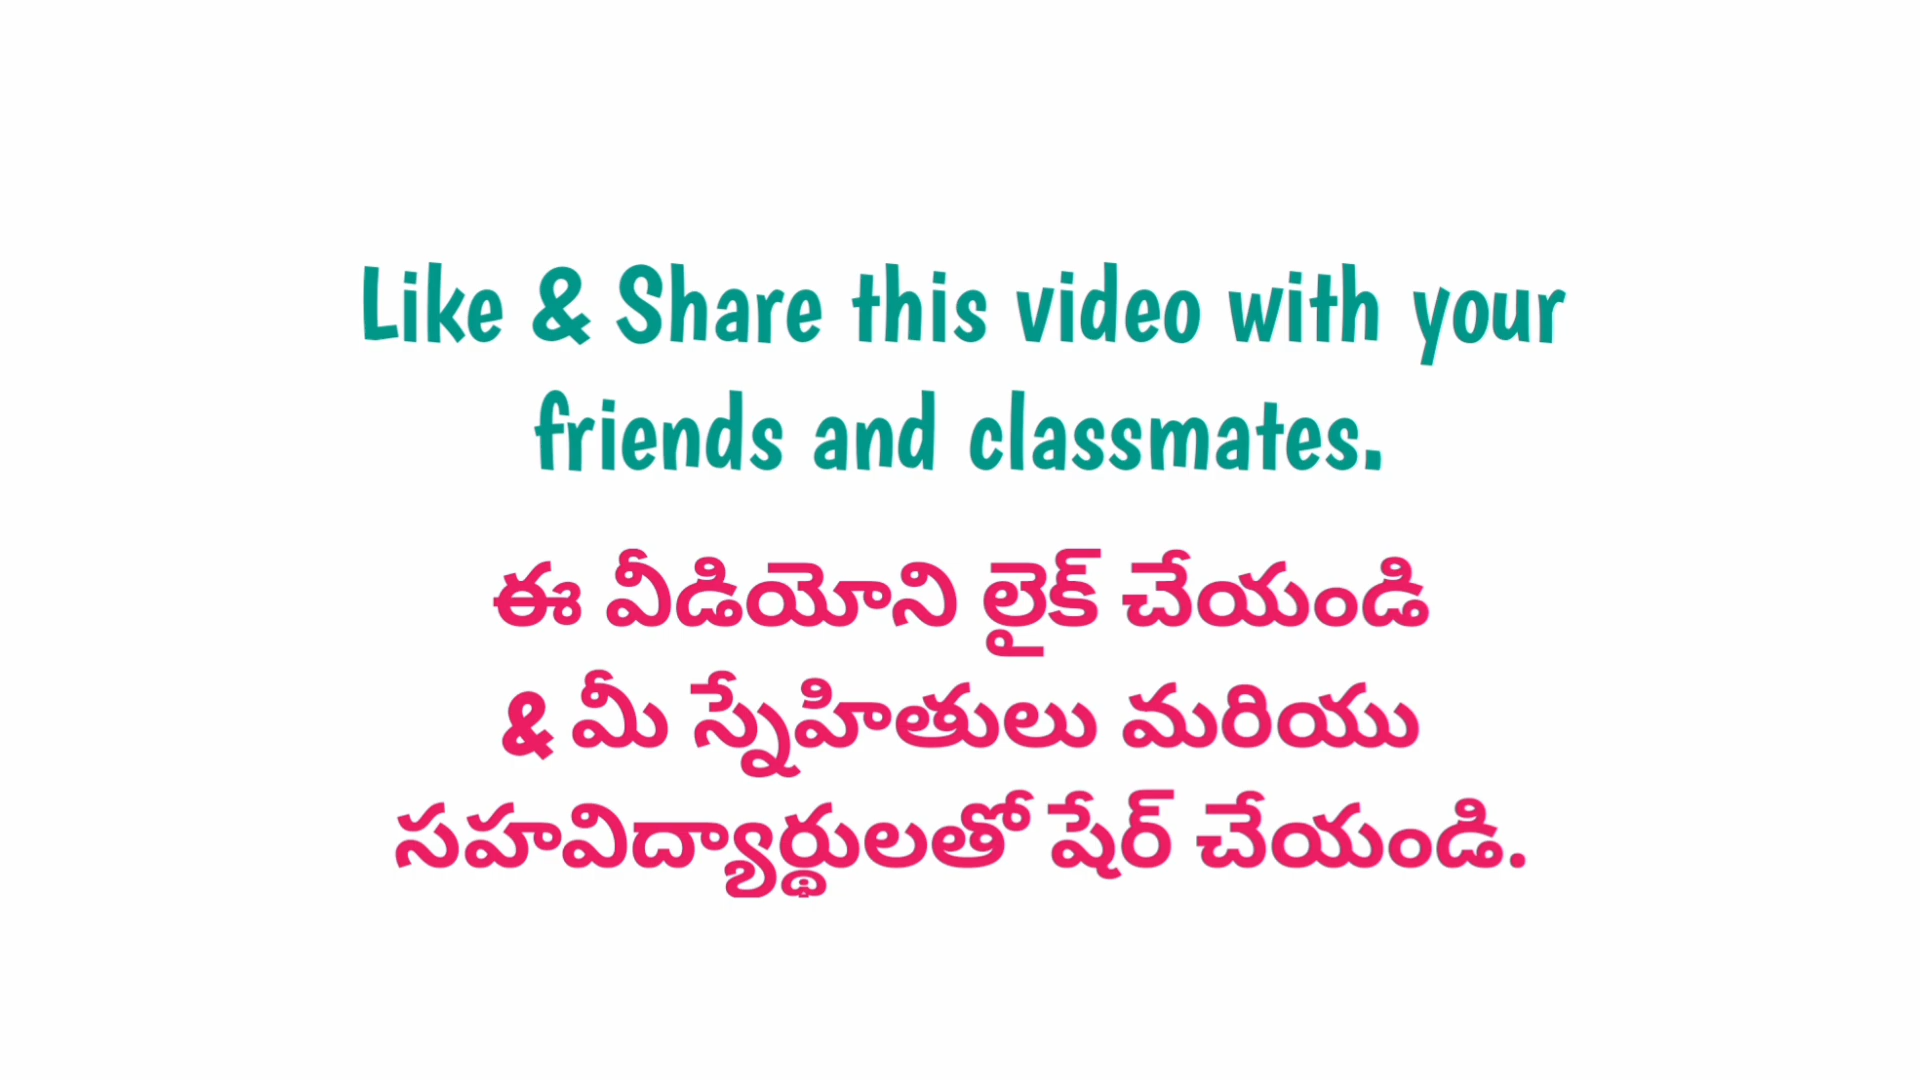 Like & Share this video with your
friends and classmates.
ఈ వీడియోని లైక్ చేయండి
& మీ స్నేహితులు మరియు
సహవిద్యార్థులతో షేర్ చేయండి.